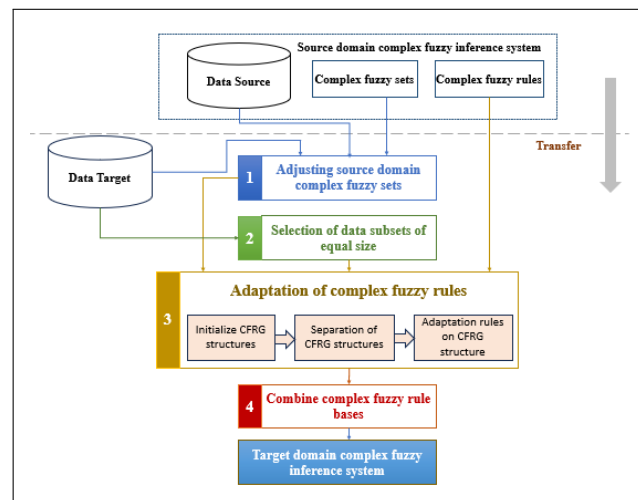 Source domain complex fuzzy inference system
Data Source
Complex fuzzy sets
Complex fuzzy rules
Transfer
Data Target
1
Adjusting source domain
complex fuzzy sets
2
Selection of data subsets of
equal size
3
Adaptation of complex fuzzy rules
Initialize CFRG
structures
Separation of
CFRG structures
Adaptation rules
on CFRG
structure
4
Combine complex fuzzy rule
bases
Target domain complex fuzzy
inference system